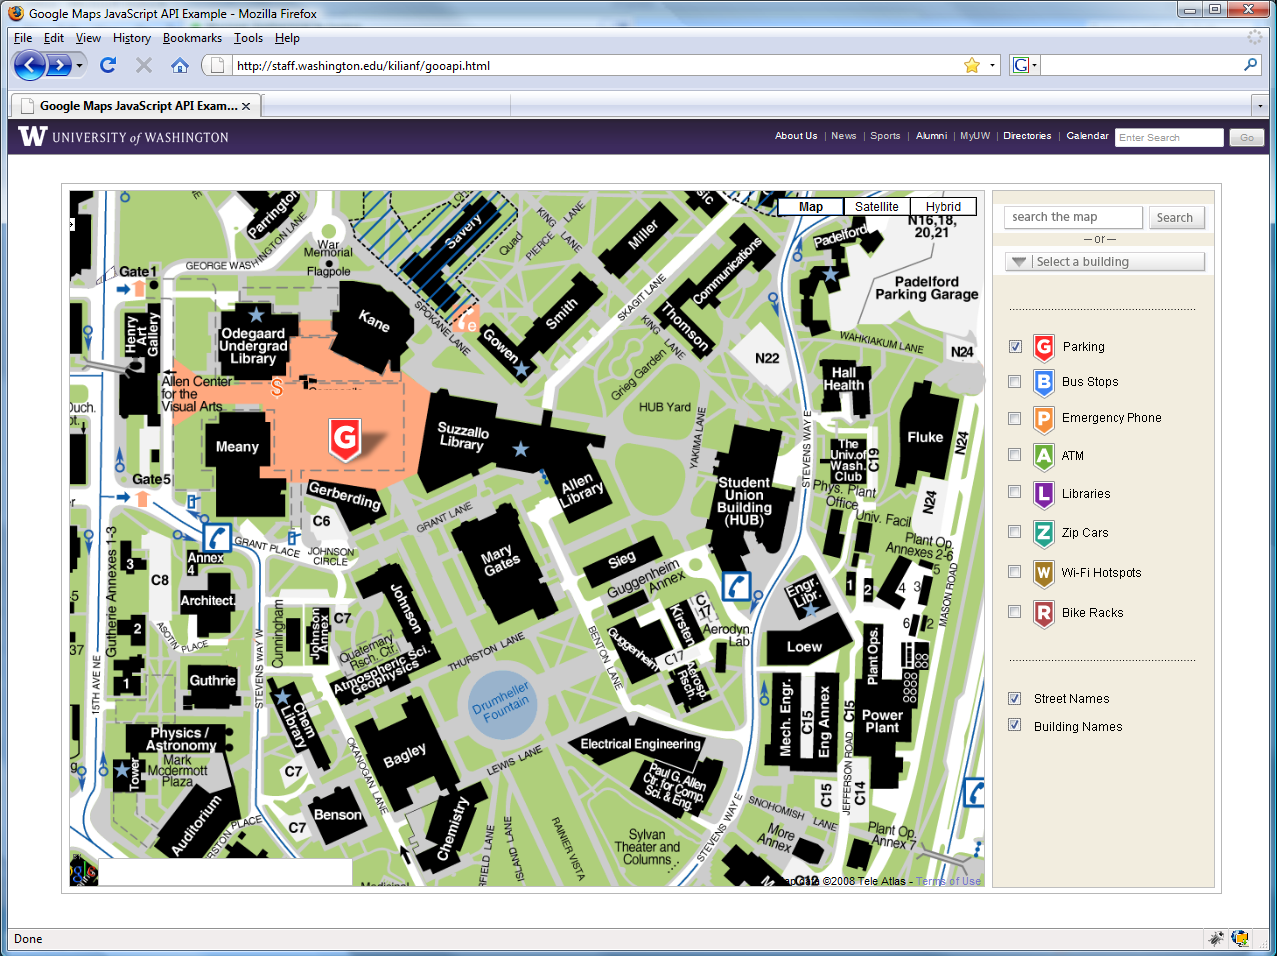 Google Maps JavaScript API Example - Mozilla Firefox
File Edit View History Bookmarks Tools Help
http://staff.washington.edu/kilianf/gooapi.html
G
Google Maps JavaScript API Exam...
W UNIVERSITY of WASHINGTON
About Us | News | Sports | Alumni | MyUW | Directories | Calendar
Enter Search
Go
Map
Satellite
Hybrid
Parrington
Savery
Quad
KING LANE
PIERCE LANE
Miller
Communications
Padelford
N16,18,
20,21
Padelford
Parking Garage
War
Memorial
Flagpole
GEORGE WASHINGTON LANE
Gate1
Henry
Art
Gallery
Odegaard
Undergrad
Library
Kane
SPOKANE LANE
Gowen
Smith
SKAGIT LANE
Thomson
KING LANE
Grieg Garden
HUB Yard
N22
WAHKIAKUM LANE
N24
Hall
Health
Allen Center
for the
Visual Arts
S
e
G
Meany
Suzzallo
Library
Allen
Library
YAKIMA LANE
STEVENS WAY E
Fluke
N24
The
Univ.of
Wash.
Club
C19
Student
Union
Building
(HUB)
Phys. Plant
Office
Univ. Facil
N24
Plant Op.
Annexes 2-6
Gate5
Gerberding
C6
GRANT LANE
GRANT PLACE
JOHNSON
CIRCLE
Annex
4
Guthrie Annexes 1-3
3
C8
Architect.
2
ASOTIN PLACE
1
Guthrie
15TH AVE NE
STEVENS WAY W
Cunningham
Johnson
Annex
C7
Johnson
Quaternary
Rsch. Ctr.
Atmospheric Sci.
Geophysics
Mary
Gates
Sieg
Guggenheim
Annex
THURSTON LANE
Drumheller
Fountain
BENTON LANE
Guggenheim
Kirsten
C
17
C17
Aerodyn.
Lab
Aerosp.
Rsch.
Engr.
Libr.
Loew
1
2
4
3
5
6
2
MASON ROAD
Plant Ops.
Mech. Engr.
C15
Eng Annex
C15
Power
Plant
JEFFERSON ROAD
C15
C14
Chem
Library
Physics /
Astronomy
Tower
Mark
Mcdermott
Plaza
Auditorium
C7
C7
Benson
OKANOGAN LANE
Bagley
LEWIS LANE
Chemistry
ISLAND LANE
RAINIER VISTA
Electrical Engineering
Paul G. Allen
Ctr. for Comp.
Sci. & Eng.
Sylvan
Theater and
Columns
STEVENS WAY E
SNOHOMISH LANE
More
Annex
Plant Op.
Annex 7
C12
©2008 Tele Atlas - Terms of Use
search the map
Search
or
Select a building
G Parking
B Bus Stops
P Emergency Phone
A ATM
L Libraries
Z Zip Cars
W Wi-Fi Hotspots
R Bike Racks
Street Names
Building Names
Done